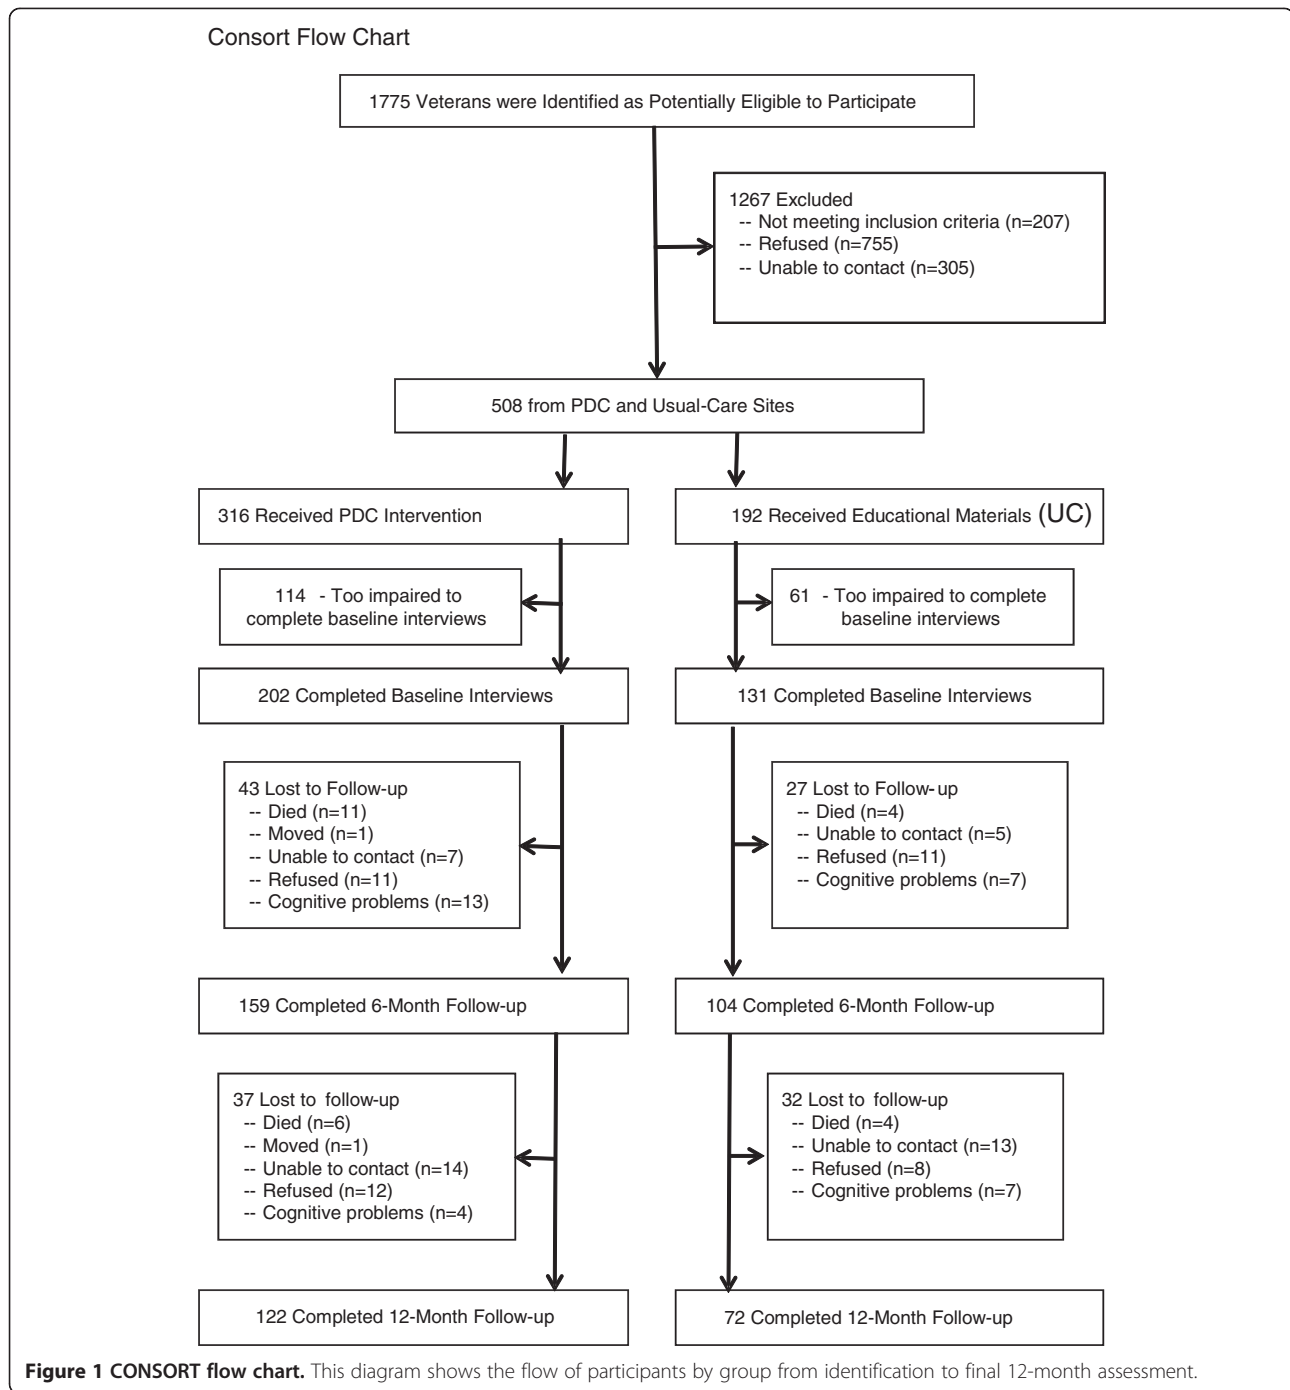 Consort Flow Chart
1775 Veterans were Identified as Potentially Eligible to Participate
1267 Excluded
-- Not meeting inclusion criteria (n=207)
-- Refused (n=755)
-- Unable to contact (n=305)
508 from PDC and Usual-Care Sites
316 Received PDC Intervention
192 Received Educational Materials (UC)
114 - Too impaired to
complete baseline interviews
61 - Too impaired to complete
baseline interviews
202 Completed Baseline Interviews
131 Completed Baseline Interviews
43 Lost to Follow-up
-- Died (n=11)
-- Moved (n=1)
-- Unable to contact (n=7)
-- Refused (n=11)
-- Cognitive problems (n=13)
27 Lost to Follow-up
-- Died (n=4)
-- Unable to contact (n=5)
-- Refused (n=11)
-- Cognitive problems (n=7)
159 Completed 6-Month Follow-up
104 Completed 6-Month Follow-up
37 Lost to follow-up
-- Died (n=6)
-- Moved (n=1)
-- Unable to contact (n=14)
-- Refused (n=12)
-- Cognitive problems (n=4)
32 Lost to follow-up
-- Died (n=4)
-- Unable to contact (n=13)
-- Refused (n=8)
-- Cognitive problems (n=7)
122 Completed 12-Month Follow-up
72 Completed 12-Month Follow-up
Figure 1 CONSORT flow chart. This diagram shows the flow of participants by group from identification to final 12-month assessment.